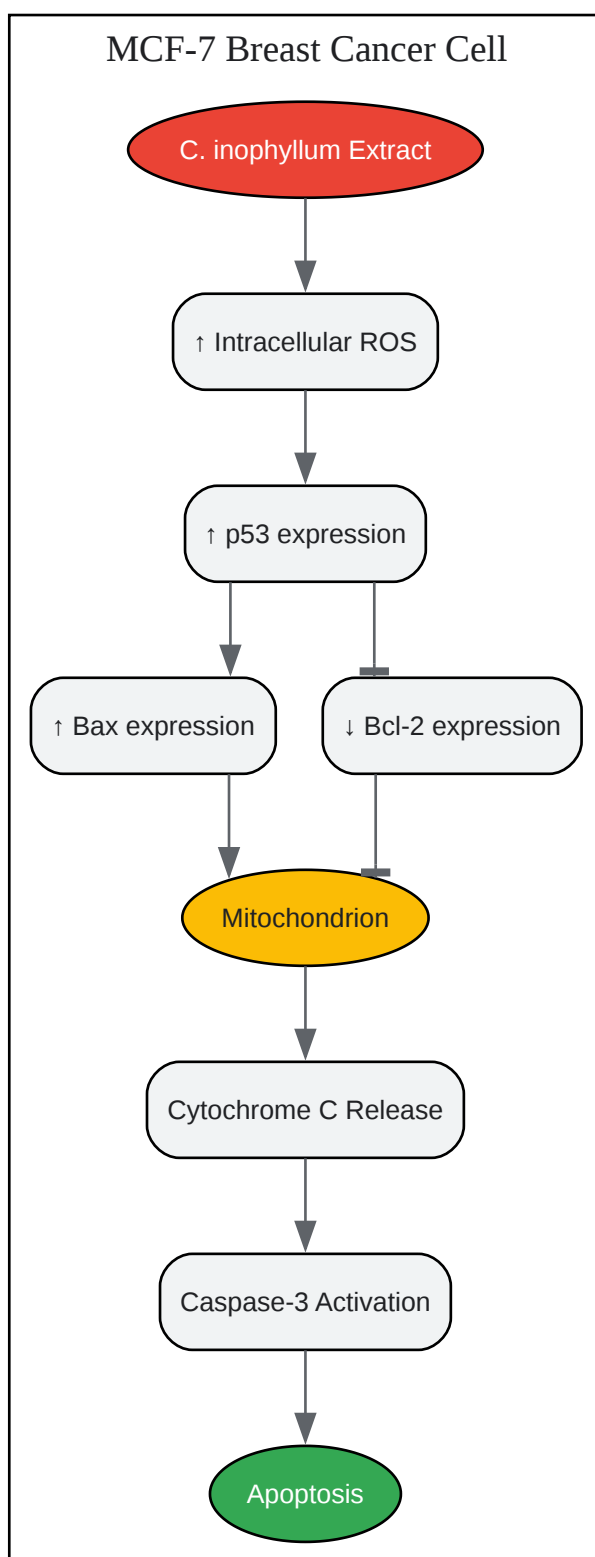 MCF-7 Breast Cancer Cell
C. inophyllum Extract
↑ Intracellular ROS
↑ p53 expression
↑ Bax expression
↓ Bcl-2 expression
Mitochondrion
Cytochrome C Release
Caspase-3 Activation
Apoptosis